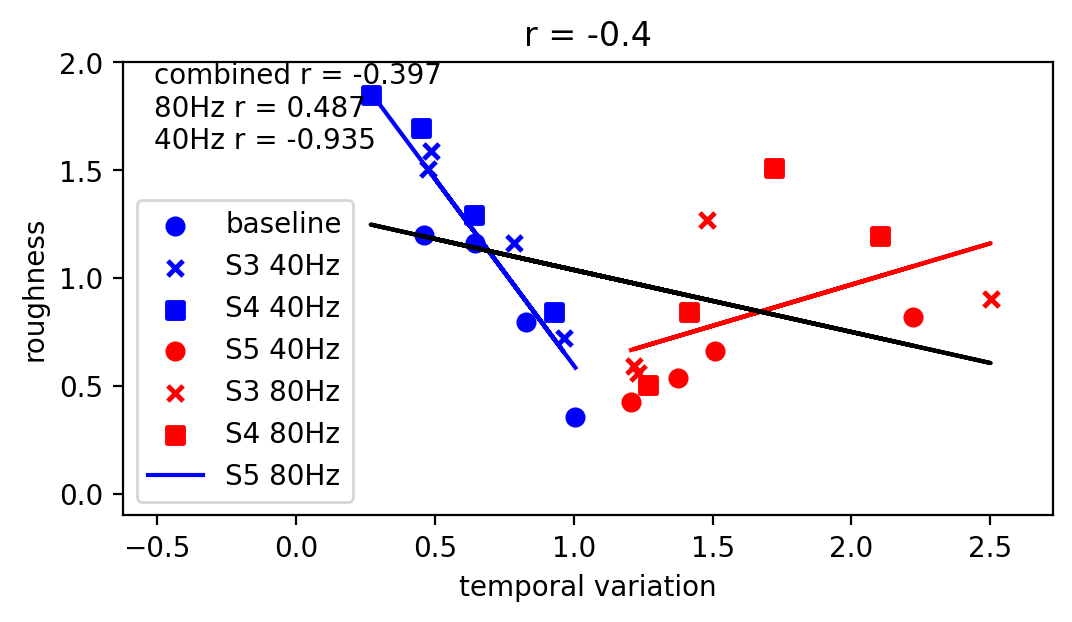 r = -0.4
combined r = -0.397
80Hz r = 0.487
40Hz r = -0.935
baseline
S3 40Hz
S4 40Hz
S5 40Hz
S3 80Hz
S4 80Hz
S5 80Hz
roughness
2.0
1.5
1.0
0.5
0.0
−0.5 0.0 0.5 1.0 1.5 2.0 2.5
temporal variation